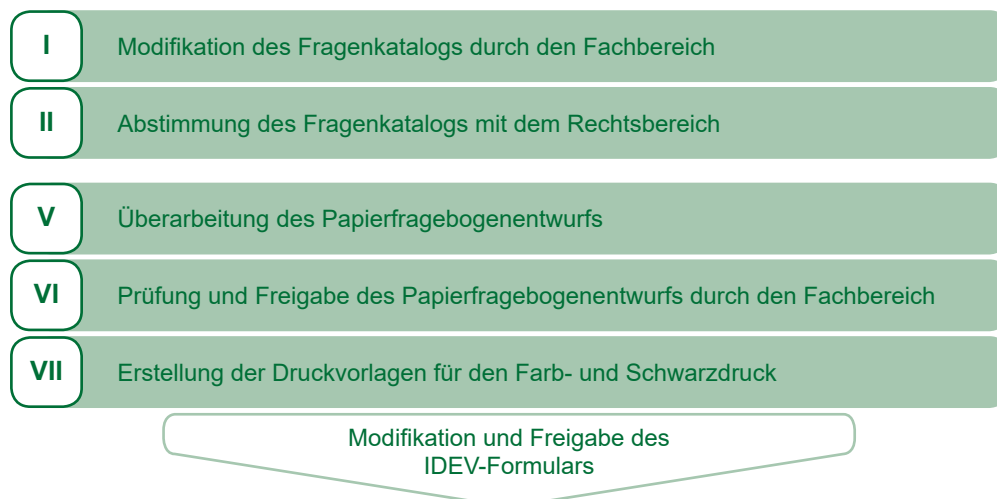 I Modifikation des Fragenkatalogs durch den Fachbereich
II Abstimmung des Fragenkatalogs mit dem Rechtsbereich
V Überarbeitung des Papierfragebogenentwurfs
VI Prüfung und Freigabe des Papierfragebogenentwurfs durch den Fachbereich
VII Erstellung der Druckvorlagen für den Farb- und Schwarzdruck
Modifikation und Freigabe des
IDEV-Formulars